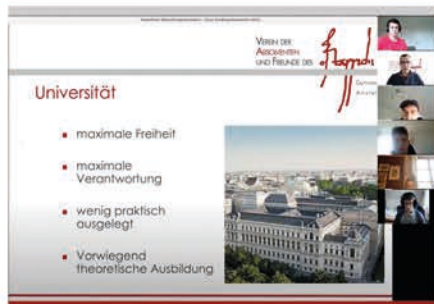 VEREIN DER
ABSOLVENTEN
UND FREUNDE DES
Universität
▪ maximale Freiheit
▪ maximale
Verantwortung
▪ wenig praktisch
ausgelegt
▪ Vorwiegend
theoretische Ausbildung